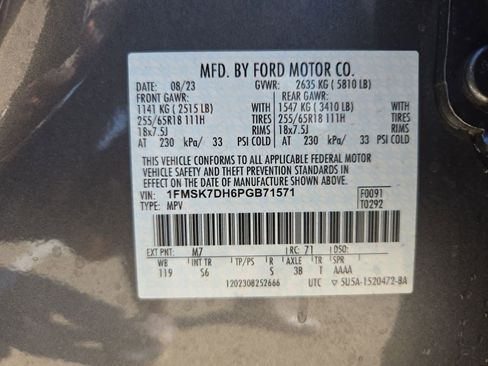 MFD. BY FORD MOTOR CO.
DATE: 08/23 GVWR: 2635 KG ( 5810 LB)
FRONT GAWR: REAR GAWR:
1141 KG ( 2515 LB) WITH 1547 KG ( 3410 LB) WITH
255/65R18 111H TIRES 255/65R18 111H TIRES
18x7.5J RIMS 18x7.5J RIMS
AT 230 kPa/ 33 PSI COLD AT 230 kPa/ 33 PSI COLD
THIS VEHICLE CONFORMS TO ALL APPLICABLE FEDERAL MOTOR
VEHICLE SAFETY AND THEFT PREVENTION STANDARDS IN EFFECT
ON THE DATE OF MANUFACTURE SHOWN ABOVE.
VIN: 1FMSK7DH6PGB71571 F0091
TYPE: MPV T0292
EXT PNT: M7 RC: 71 DSO:
WB INT TR TP/PS R AXLE TR SPR
119 S6 S 3B T AAAA
1202308252666 UTC ▽ 5U5A-1520472-BA